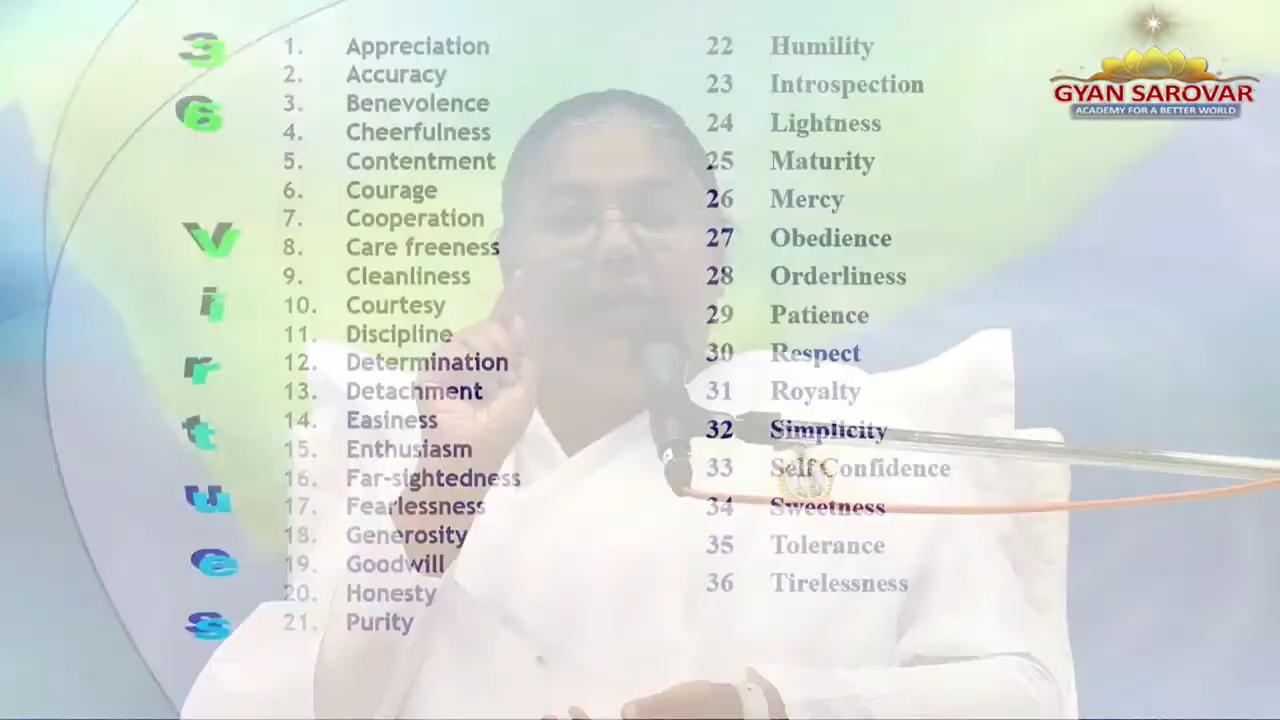 36 Virtues
1. Appreciation
2. Accuracy
3. Benevolence
4. Cheerfulness
5. Contentment
6. Courage
7. Cooperation
8. Care freeness
9. Cleanliness
10. Courtesy
11. Discipline
12. Determination
13. Detachment
14. Easiness
15. Enthusiasm
16. Far-sightedness
17. Fearlessness
18. Generosity
19. Goodwill
20. Honesty
21. Purity
22 Humility
23 Introspection
24 Lightness
25 Maturity
26 Mercy
27 Obedience
28 Orderliness
29 Patience
30 Respect
31 Royalty
32 Simplicity
33 Self Confidence
34 Sweetness
35 Tolerance
36 Tirelessness
GYAN SAROVAR
ACADEMY FOR A BETTER WORLD